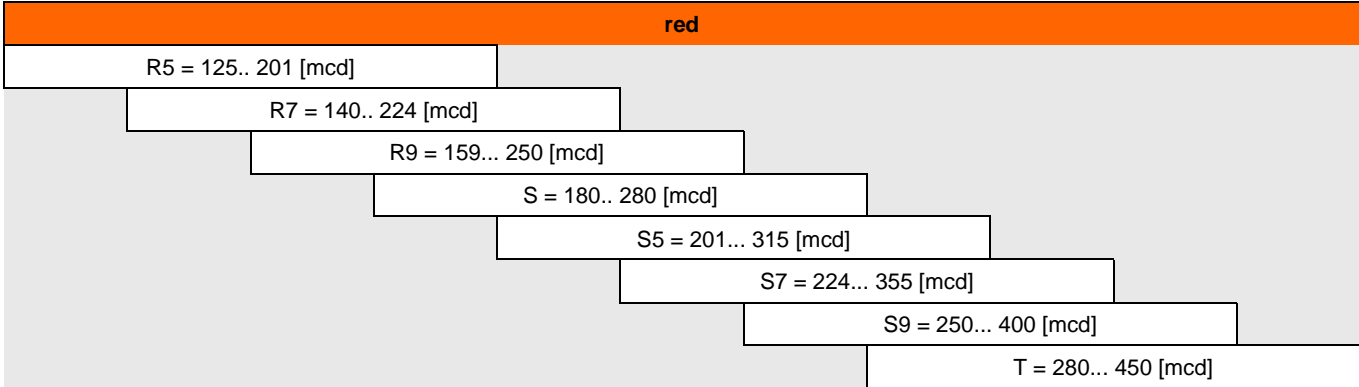 red
R5 = 125.. 201 [mcd]
R7 = 140.. 224 [mcd]
R9 = 159... 250 [mcd]
S = 180.. 280 [mcd]
S5 = 201... 315 [mcd]
S7 = 224... 355 [mcd]
S9 = 250... 400 [mcd]
T = 280... 450 [mcd]